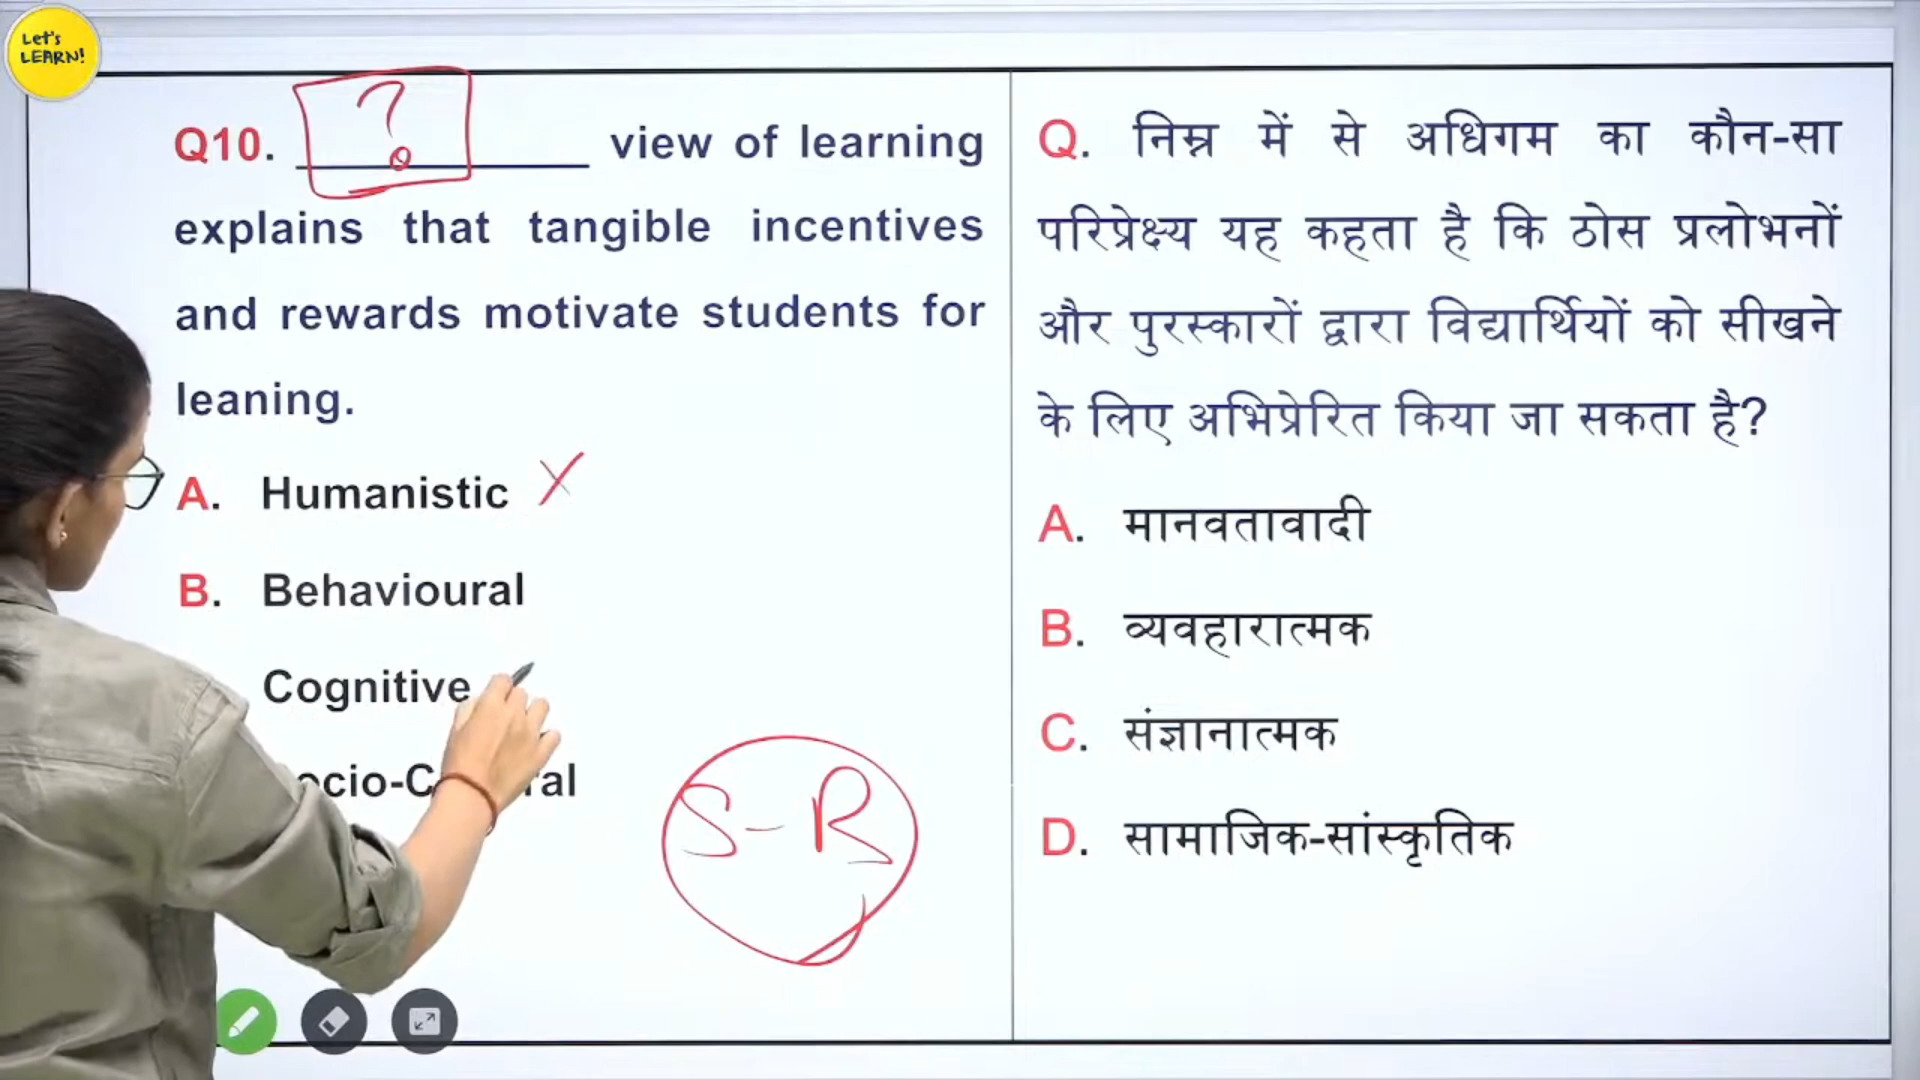 Let's
LEARN!
Q10. ? view of learning
explains that tangible incentives
and rewards motivate students for
leaning.
A. Humanistic X
B. Behavioural
Cognitive
S-R
Q. निम्न में से अधिगम का कौन-सा
परिप्रेक्ष्य यह कहता है कि ठोस प्रलोभनों
और पुरस्कारों द्वारा विद्यार्थियों को सीखने
के लिए अभिप्रेरित किया जा सकता है?
A. मानवतावादी
B. व्यवहारात्मक
C. संज्ञानात्मक
D. सामाजिक-सांस्कृतिक